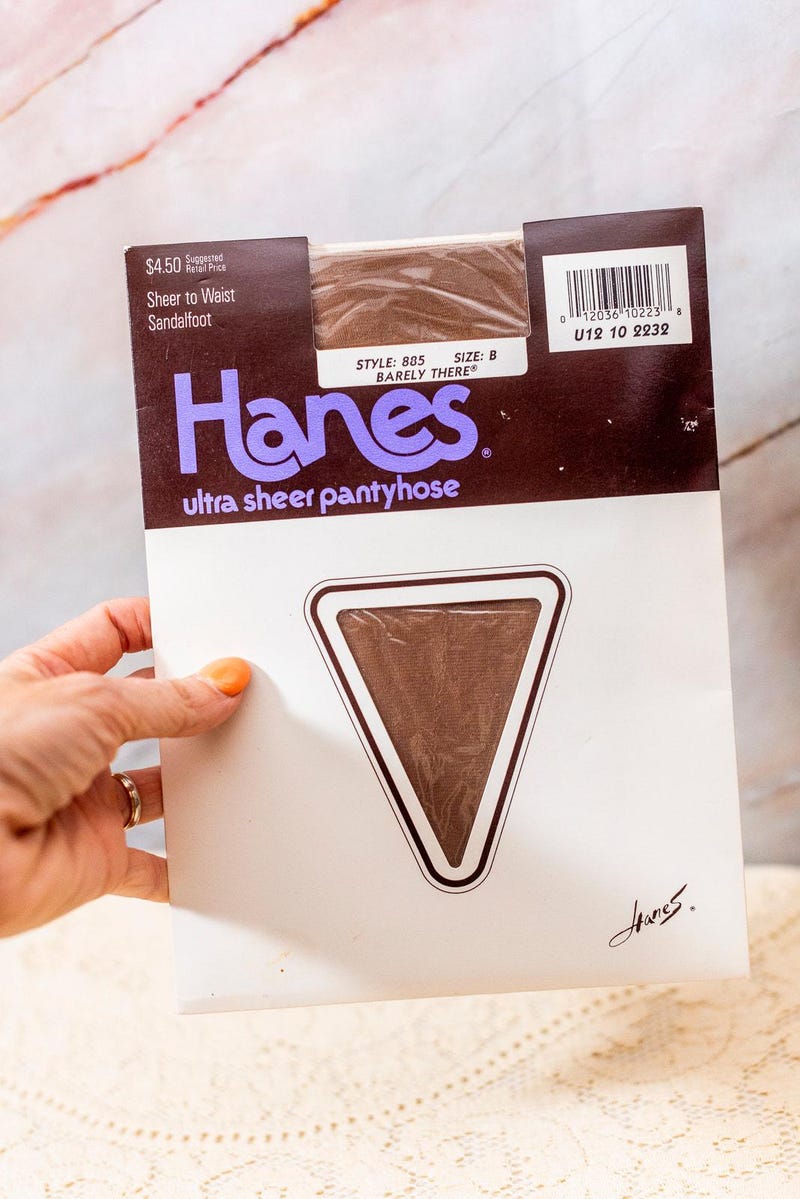 $4.50 Suggested
Retail Price
Sheer to Waist
Sandalfoot
STYLE: 885 SIZE: B
BARELY THERE®
0 12036 10223 8
U12 10 2232
Hanes®
ultra sheer pantyhose
Hanes®